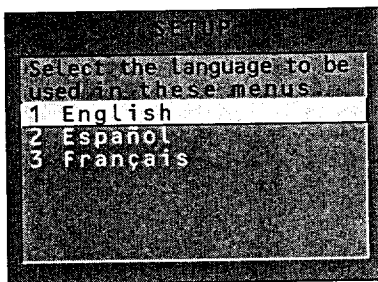 SETUP
Select the language to be
used in these menus...
1 English
2 Español
3 Français